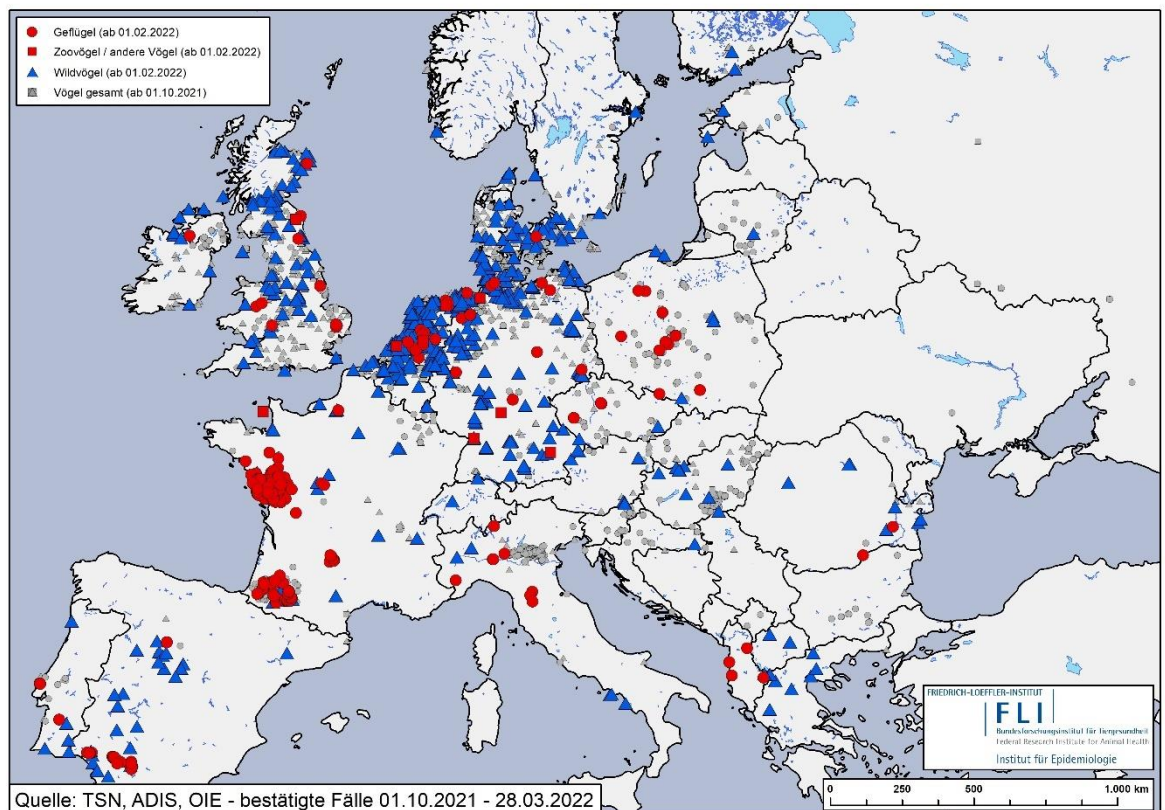 Geflügel (ab 01.02.2022)
Zoovögel / andere Vögel (ab 01.02.2022)
Wildvögel (ab 01.02.2022)
Vögel gesamt (ab 01.10.2021)
FRIEDRICH-LOEFFLER-INSTITUT
FLI
Bundesforschungsinstitut für Tiergesundheit
Federal Research Institute for Animal Health
Institut für Epidemiologie
0 250 500 1.000 km
Quelle: TSN, ADIS, OIE - bestätigte Fälle 01.10.2021 - 28.03.2022